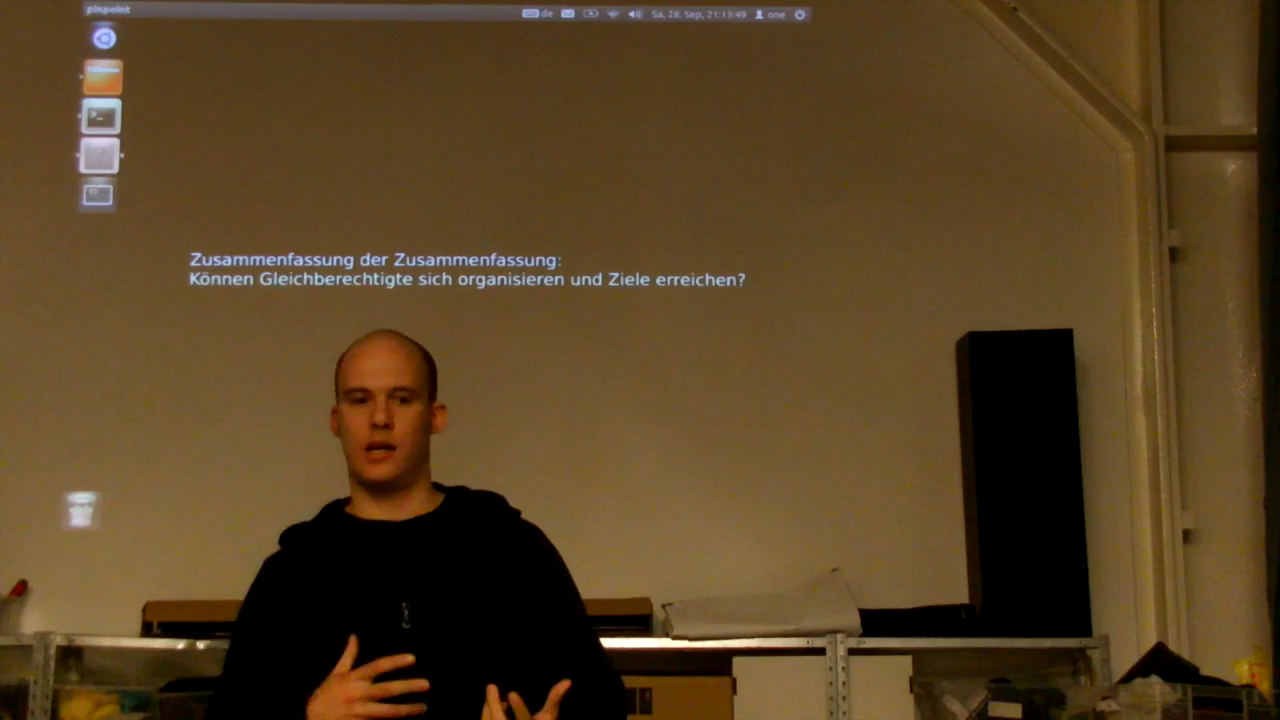 pinpoint
de
Sa, 28. Sep, 21:13:49
one
Zusammenfassung der Zusammenfassung:
Können Gleichberechtigte sich organisieren und Ziele erreichen?